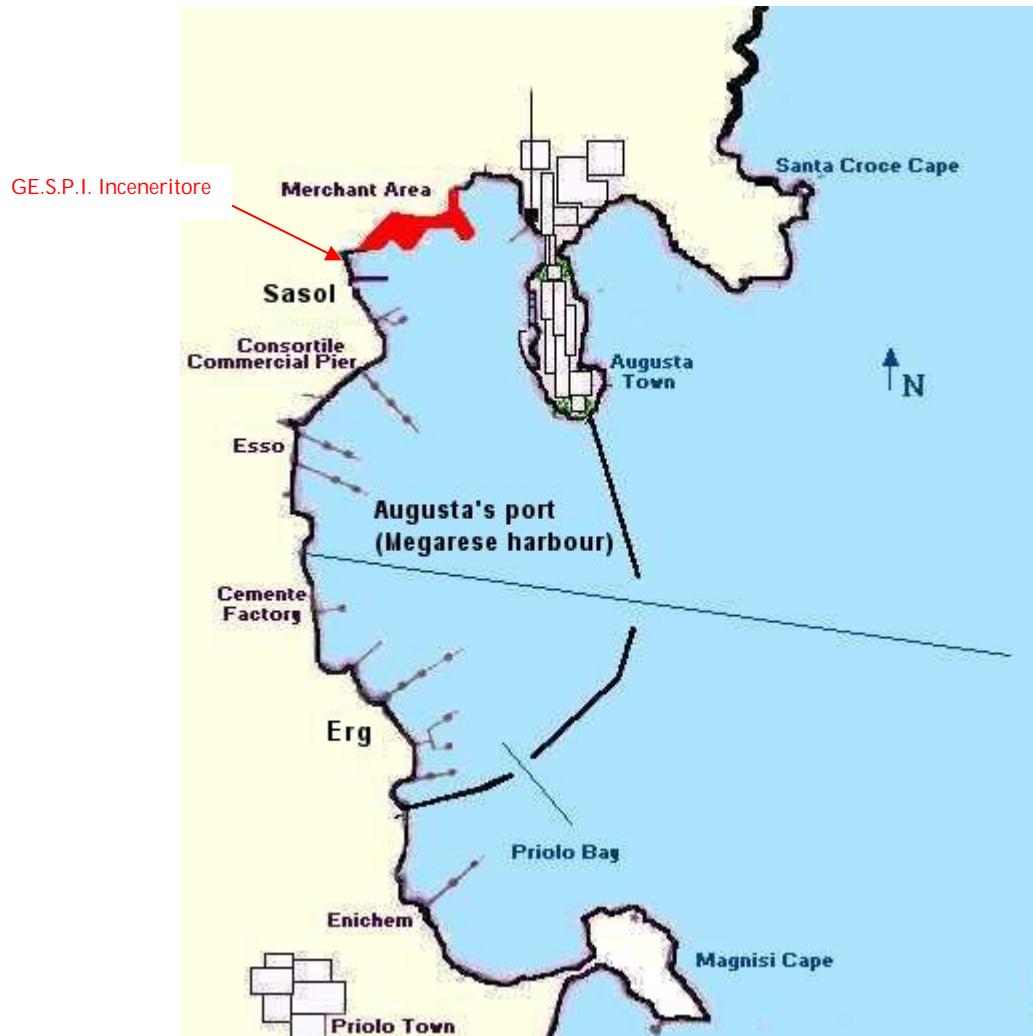 Santa Croce Cape
GE.S.P.I. Inceneritore
Merchant Area
Sasol
Consortile
Commercial Pier
Augusta
Town
N
Esso
Augusta's port
(Megarese harbour)
Cemente
Factory
Erg
Priolo Bay
Enichem
Magnisi Cape
Priolo Town